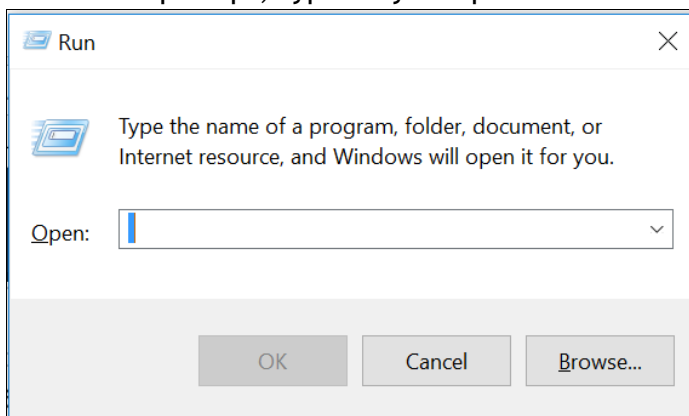 Run
Type the name of a program, folder, document, or
Internet resource, and Windows will open it for you.
Open:
OK
Cancel
Browse...